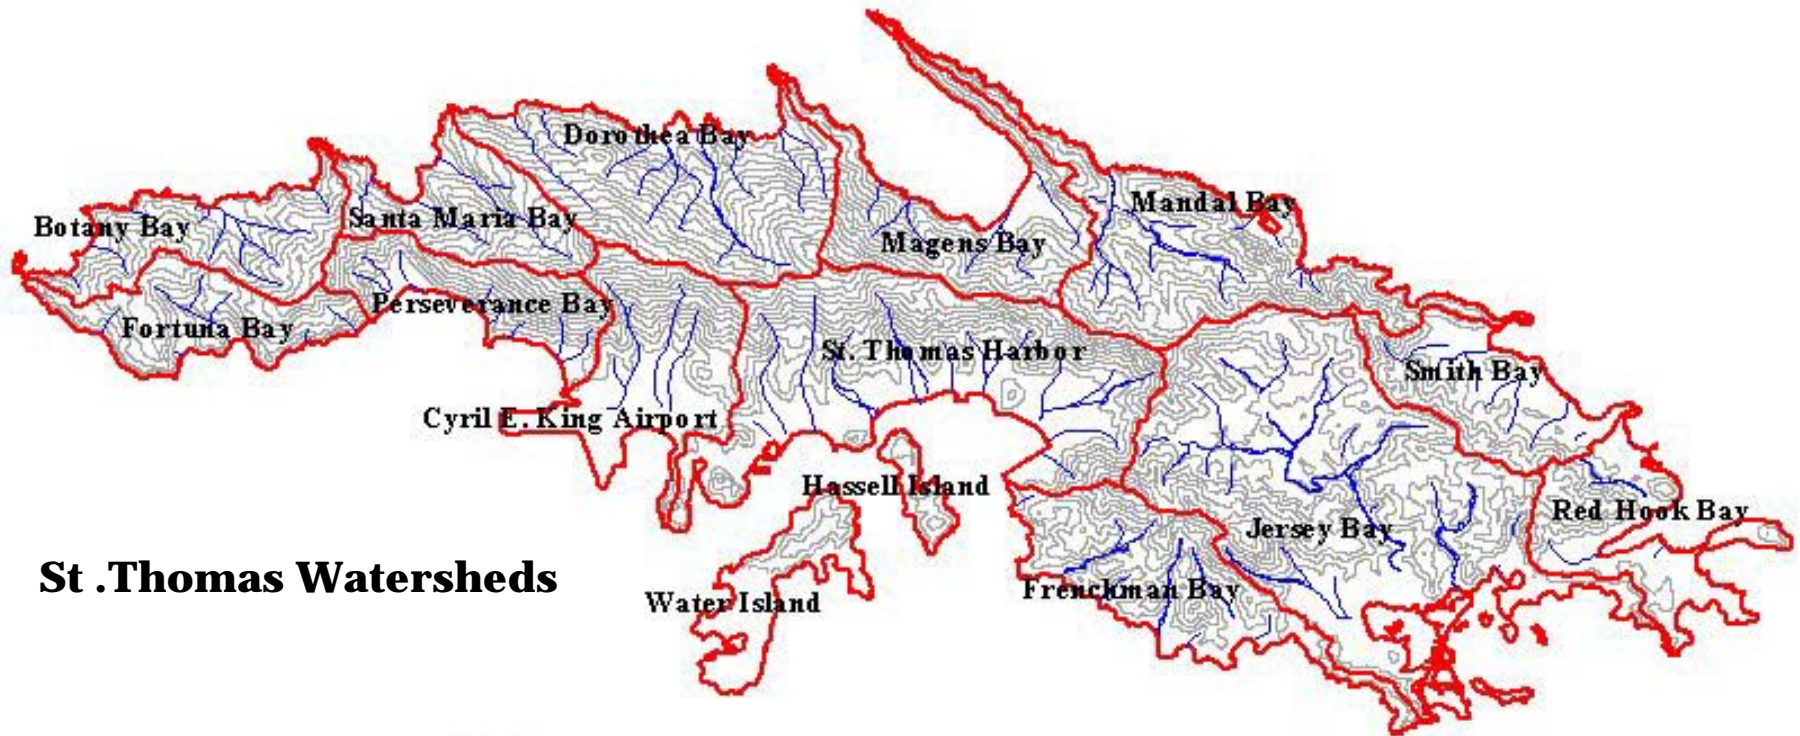 Dorothea Bay
Mandal Bay
Botany Bay
Santa Maria Bay
Magens Bay
Perseverance Bay
Fortuna Bay
St. Thomas Harbor
Smith Bay
Cyril E. King Airport
Hassell Island
Red Hook Bay
Jersey Bay
St .Thomas Watersheds
Frenchman Bay
Water Island